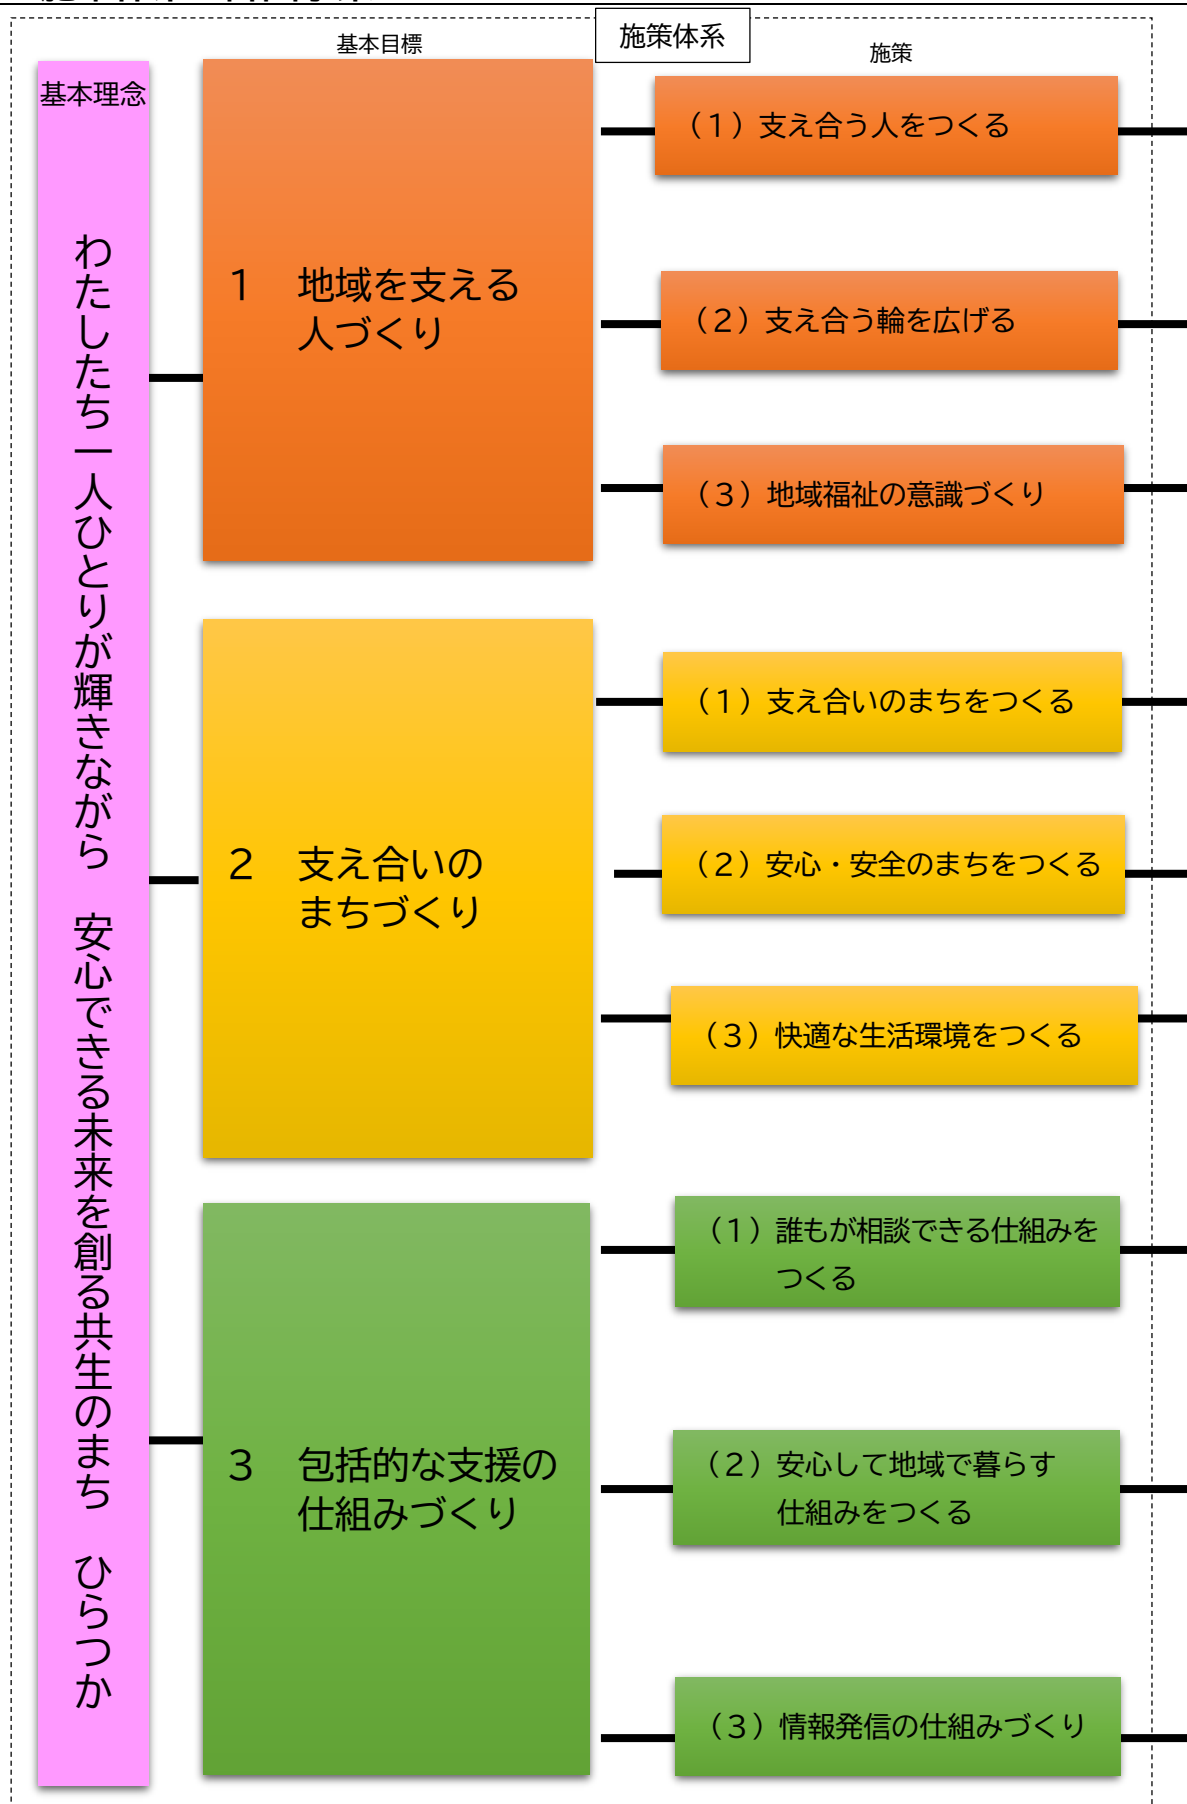 施策体系
基本目標
施策
基本理念
わたしたち一人ひとりが輝きながら　安心できる未来を創る共生のまち　ひらつか
１　地域を支える
人づくり
（１）支え合う人をつくる
（２）支え合う輪を広げる
（３）地域福祉の意識づくり
２　支え合いの
まちづくり
（１）支え合いのまちをつくる
（２）安心・安全のまちをつくる
（３）快適な生活環境をつくる
３　包括的な支援の
仕組みづくり
（１）誰もが相談できる仕組みを
つくる
（２）安心して地域で暮らす
仕組みをつくる
（３）情報発信の仕組みづくり